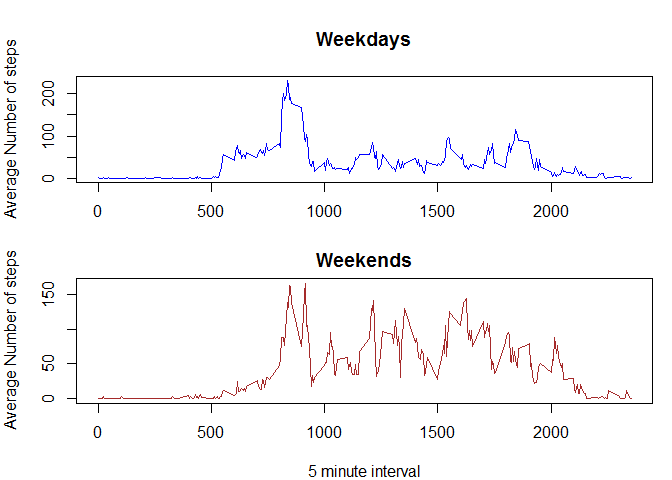 Weekdays
Average Number of steps
0 100 200
0 500 1000 1500 2000
Weekends
Average Number of steps
0 50 150
0 500 1000 1500 2000
5 minute interval